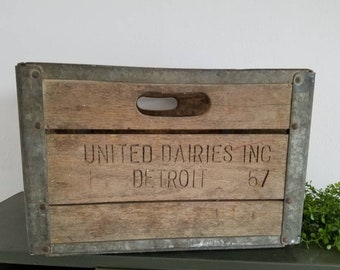 UNITED DAIRIES INC
DETROIT 67